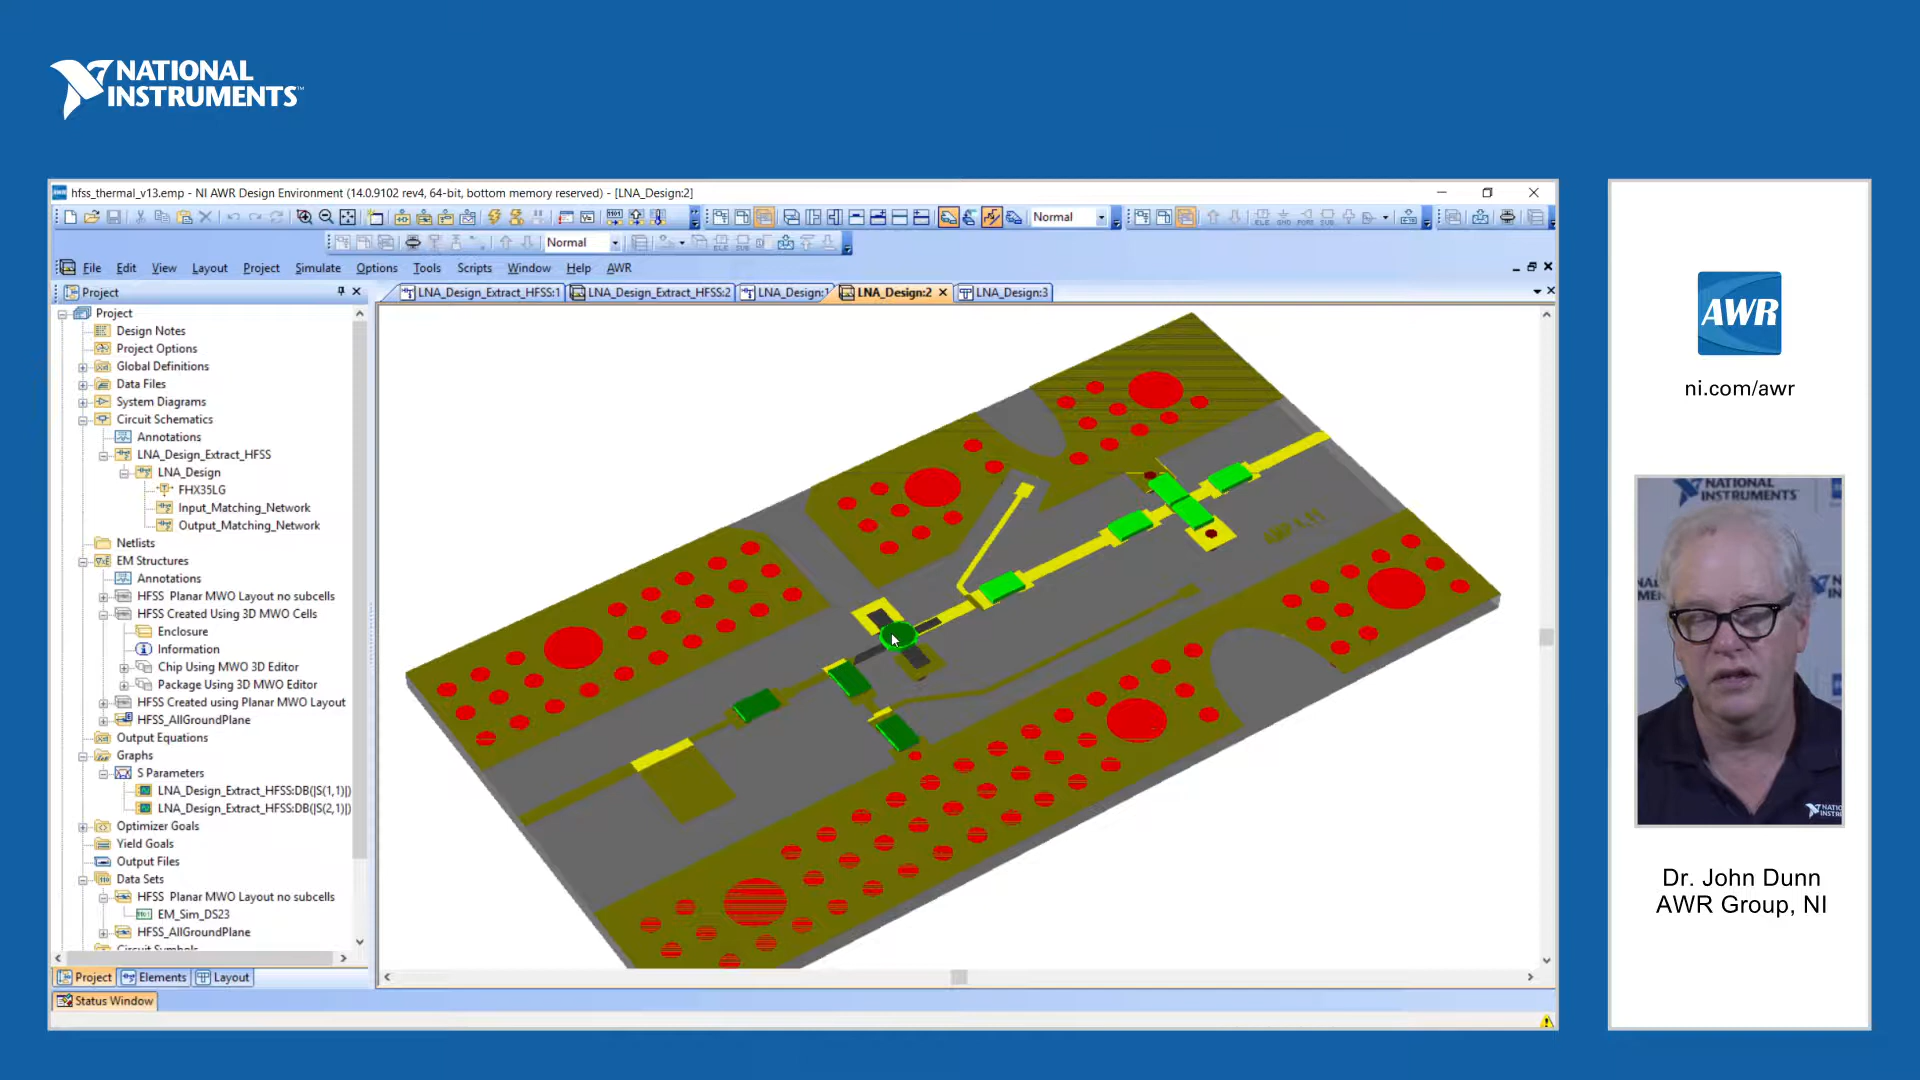 NATIONAL
INSTRUMENTS™
hfss_thermal_v13.emp - NI AWR Design Environment (14.0.9102 rev4, 64-bit, bottom memory reserved) - [LNA_Design:2]
Normal
Normal
File Edit View Layout Project Simulate Options Tools Scripts Window Help AWR
Project
LNA_Design_Extract_HFSS:1 LNA_Design_Extract_HFSS:2 LNA_Design:1 LNA_Design:2 LNA_Design:3
Project
Design Notes
Project Options
Global Definitions
Data Files
System Diagrams
Circuit Schematics
Annotations
LNA_Design_Extract_HFSS
LNA_Design
FHX35LG
Input_Matching_Network
Output_Matching_Network
Netlists
EM Structures
Annotations
HFSS Planar MWO Layout no subcells
HFSS Created Using 3D MWO Cells
Enclosure
Information
Chip Using MWO 3D Editor
Package Using 3D MWO Editor
HFSS Created using Planar MWO Layout
HFSS_AllGroundPlane
Output Equations
Graphs
S Parameters
LNA_Design_Extract_HFSS:DB(|S(1,1)|)
LNA_Design_Extract_HFSS:DB(|S(2,1)|)
Optimizer Goals
Yield Goals
Output Files
Data Sets
HFSS Planar MWO Layout no subcells
EM_Sim_DS23
HFSS_AllGroundPlane
Circuit Symbols
Project Elements Layout
Status Window
AWR
ni.com/awr
NATIONAL
INSTRUMENTS
Dr. John Dunn
AWR Group, NI